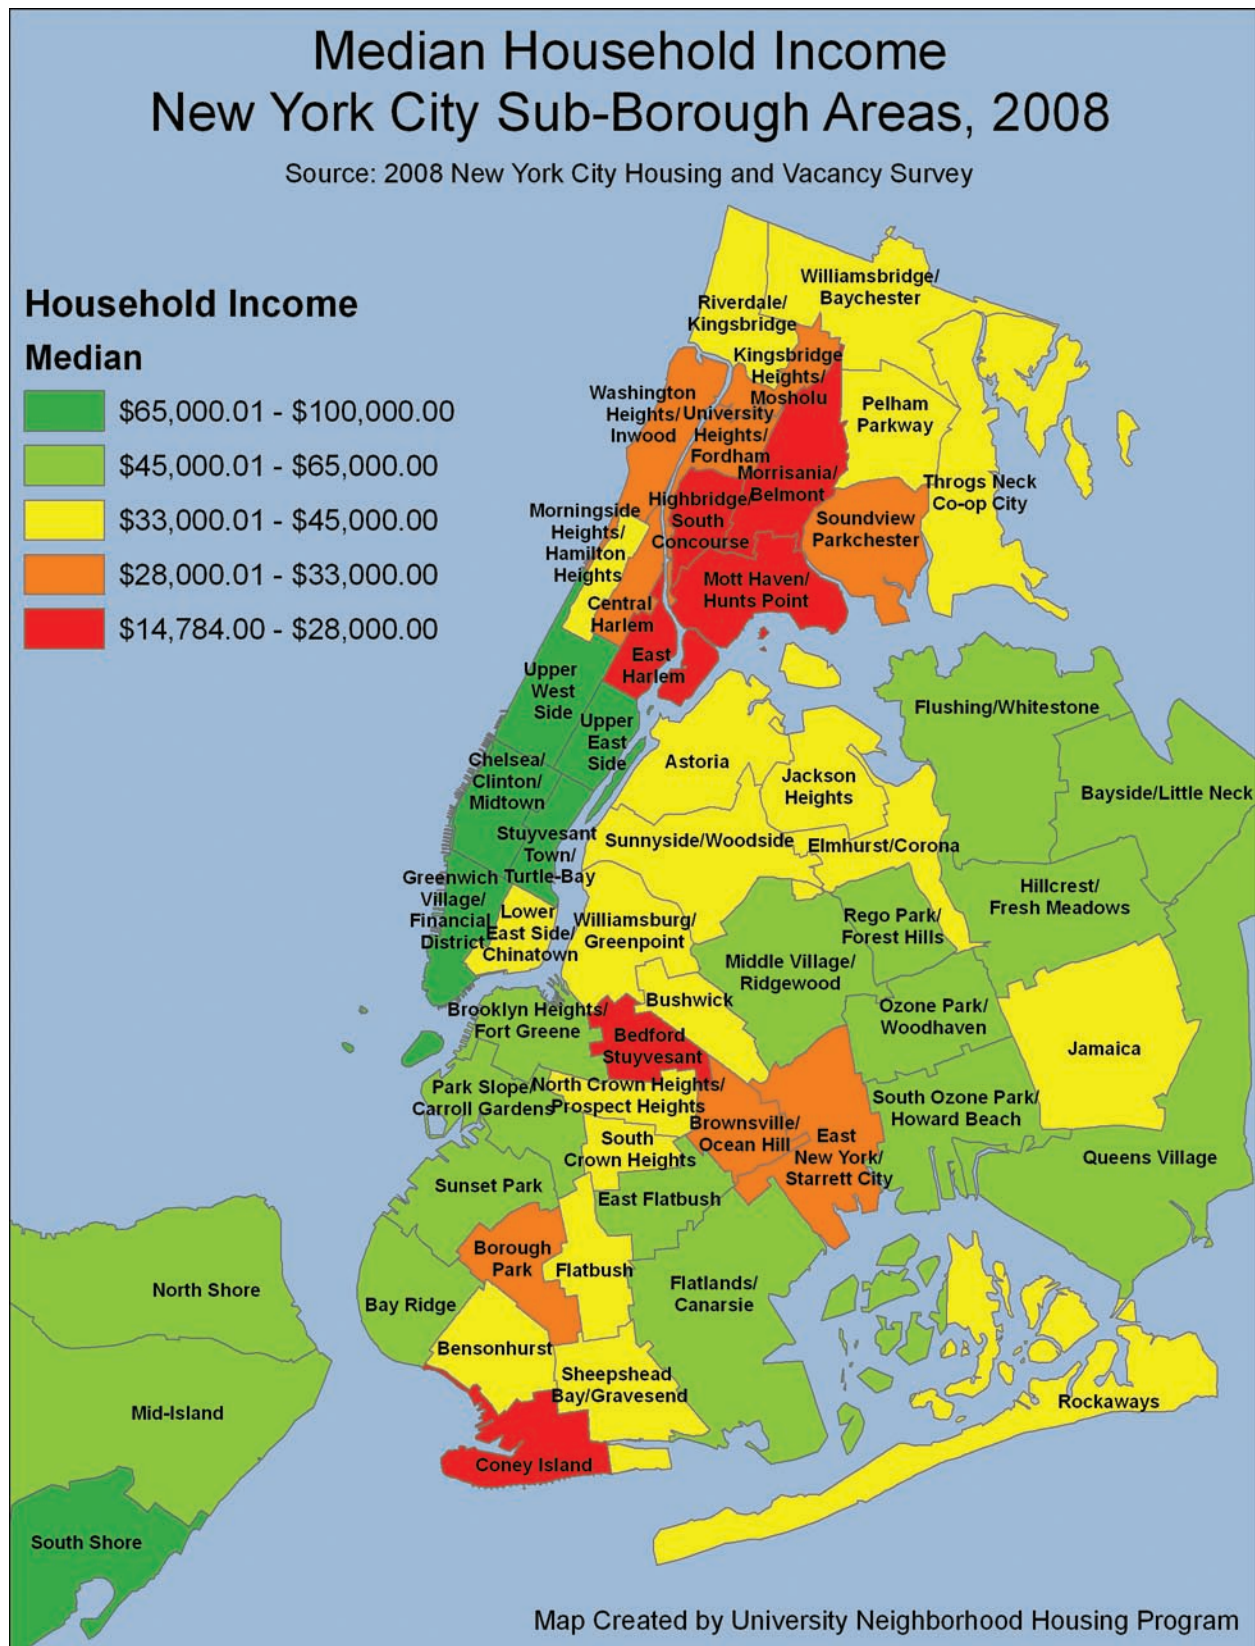 Median Household Income
New York City Sub-Borough Areas, 2008
Source: 2008 New York City Housing and Vacancy Survey
Household Income
Median
$65,000.01 - $100,000.00
$45,000.01 - $65,000.00
$33,000.01 - $45,000.00
$28,000.01 - $33,000.00
$14,784.00 - $28,000.00
Williamsbridge/
Baychester
Riverdale/
Kingsbridge
Kingsbridge
Heights/
Mosholu
Washington
Heights/
Inwood
University
Heights/
Fordham
Pelham
Parkway
Morrisania/
Belmont
Throgs Neck
Co-op City
Highbridge/
South
Concourse
Soundview
Parkchester
Morningside
Heights/
Hamilton
Heights
Mott Haven/
Hunts Point
Central
Harlem
East
Harlem
Upper
West
Side
Upper
East
Side
Flushing/Whitestone
Astoria
Jackson
Heights
Bayside/Little Neck
Chelsea/
Clinton/
Midtown
Stuyvesant
Town/
Turtle-Bay
Sunnyside/Woodside
Elmhurst/Corona
Greenwich
Village/
Financial
District
Lower
East Side/
Chinatown
Williamsburg/
Greenpoint
Hillcrest/
Fresh Meadows
Rego Park/
Forest Hills
Middle Village/
Ridgewood
Bushwick
Ozone Park/
Woodhaven
Brooklyn Heights/
Fort Greene
Bedford
Stuyvesant
Jamaica
Park Slope/
Carroll Gardens
North Crown Heights/
Prospect Heights
South Ozone Park/
Howard Beach
Brownsville/
Ocean Hill
East
New York/
Starrett City
South
Crown Heights
Queens Village
Sunset Park
East Flatbush
Borough
Park
Flatbush
North Shore
Bay Ridge
Flatlands/
Canarsie
Bensonhurst
Sheepshead
Bay/Gravesend
Mid-Island
Rockaways
Coney Island
South Shore
Map Created by University Neighborhood Housing Program